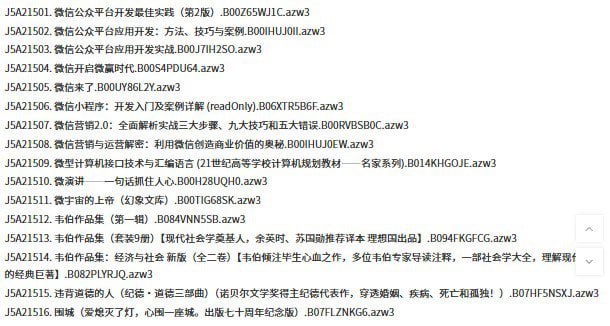 J5A21501. 微信公众平台开发最佳实践（第2版）.B00Z65WJ1C.azw3
J5A21502. 微信公众平台应用开发：方法、技巧与案例.B00IHUJ0II.azw3
J5A21503. 微信公众平台应用开发实战.B00J7IH2SO.azw3
J5A21504. 微信开启微赢时代.B00S4PDU64.azw3
J5A21505. 微信来了.B00UY86L2Y.azw3
J5A21506. 微信小程序：开发入门及案例详解 (readOnly).B06XTR5B6F.azw3
J5A21507. 微信营销2.0：全面解析实战三大步骤、九大技巧和五大错误.B00RVBSB0C.azw3
J5A21508. 微信营销与运营解密：利用微信创造商业价值的奥秘.B00IHUJ0EW.azw3
J5A21509. 微型计算机接口技术与汇编语言 (21世纪高等学校计算机规划教材——名家系列).B014KHGOJE.azw3
J5A21510. 微演讲——一句话抓住人心.B00H28UQH0.azw3
J5A21511. 微宇宙的上帝（幻象文库）.B00TIG68SK.azw3
J5A21512. 韦伯作品集（第一辑）.B084VNN5SB.azw3
J5A21513. 韦伯作品集（套装9册）【现代社会学奠基人，余英时、苏国勋推荐译本 理想国出品】.B094FKGFCG.azw3
J5A21514. 韦伯作品集：经济与社会 新版（全二卷）【韦伯倾注毕生心血之作，多位韦伯专家导读注释，一部社会学大全，理解现代
的经典巨著】.B082PLYRJQ.azw3
J5A21515. 违背道德的人（纪德·道德三部曲）（诺贝尔文学奖得主纪德代表作，穿透婚姻、疾病、死亡和孤独！）.B07HF5NSXJ.azw3
J5A21516. 围城（爱熄灭了灯，心围一座城。出版七十周年纪念版）.B07FLZNKG6.azw3